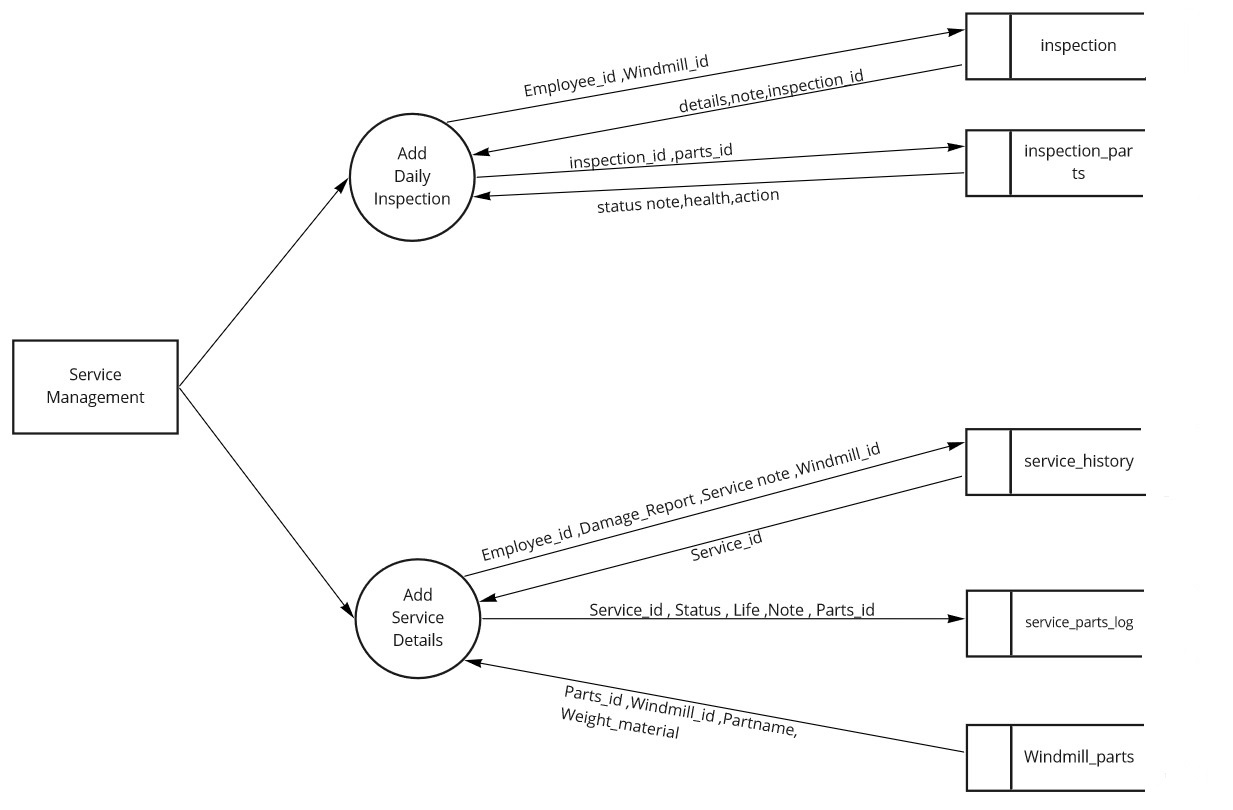 inspection
Employee_id ,Windmill_id
details,note,inspection_id
Add
Daily
Inspection
inspection_id ,parts_id
inspection_par
ts
status note,health,action
Service
Management
service_history
Employee_id ,Damage_Report ,Service note ,Windmill_id
Service_id
Add
Service
Details
Service_id , Status , Life ,Note , Parts_id
service_parts_log
Parts_id ,Windmill_id ,Partname,
Weight_material
Windmill_parts